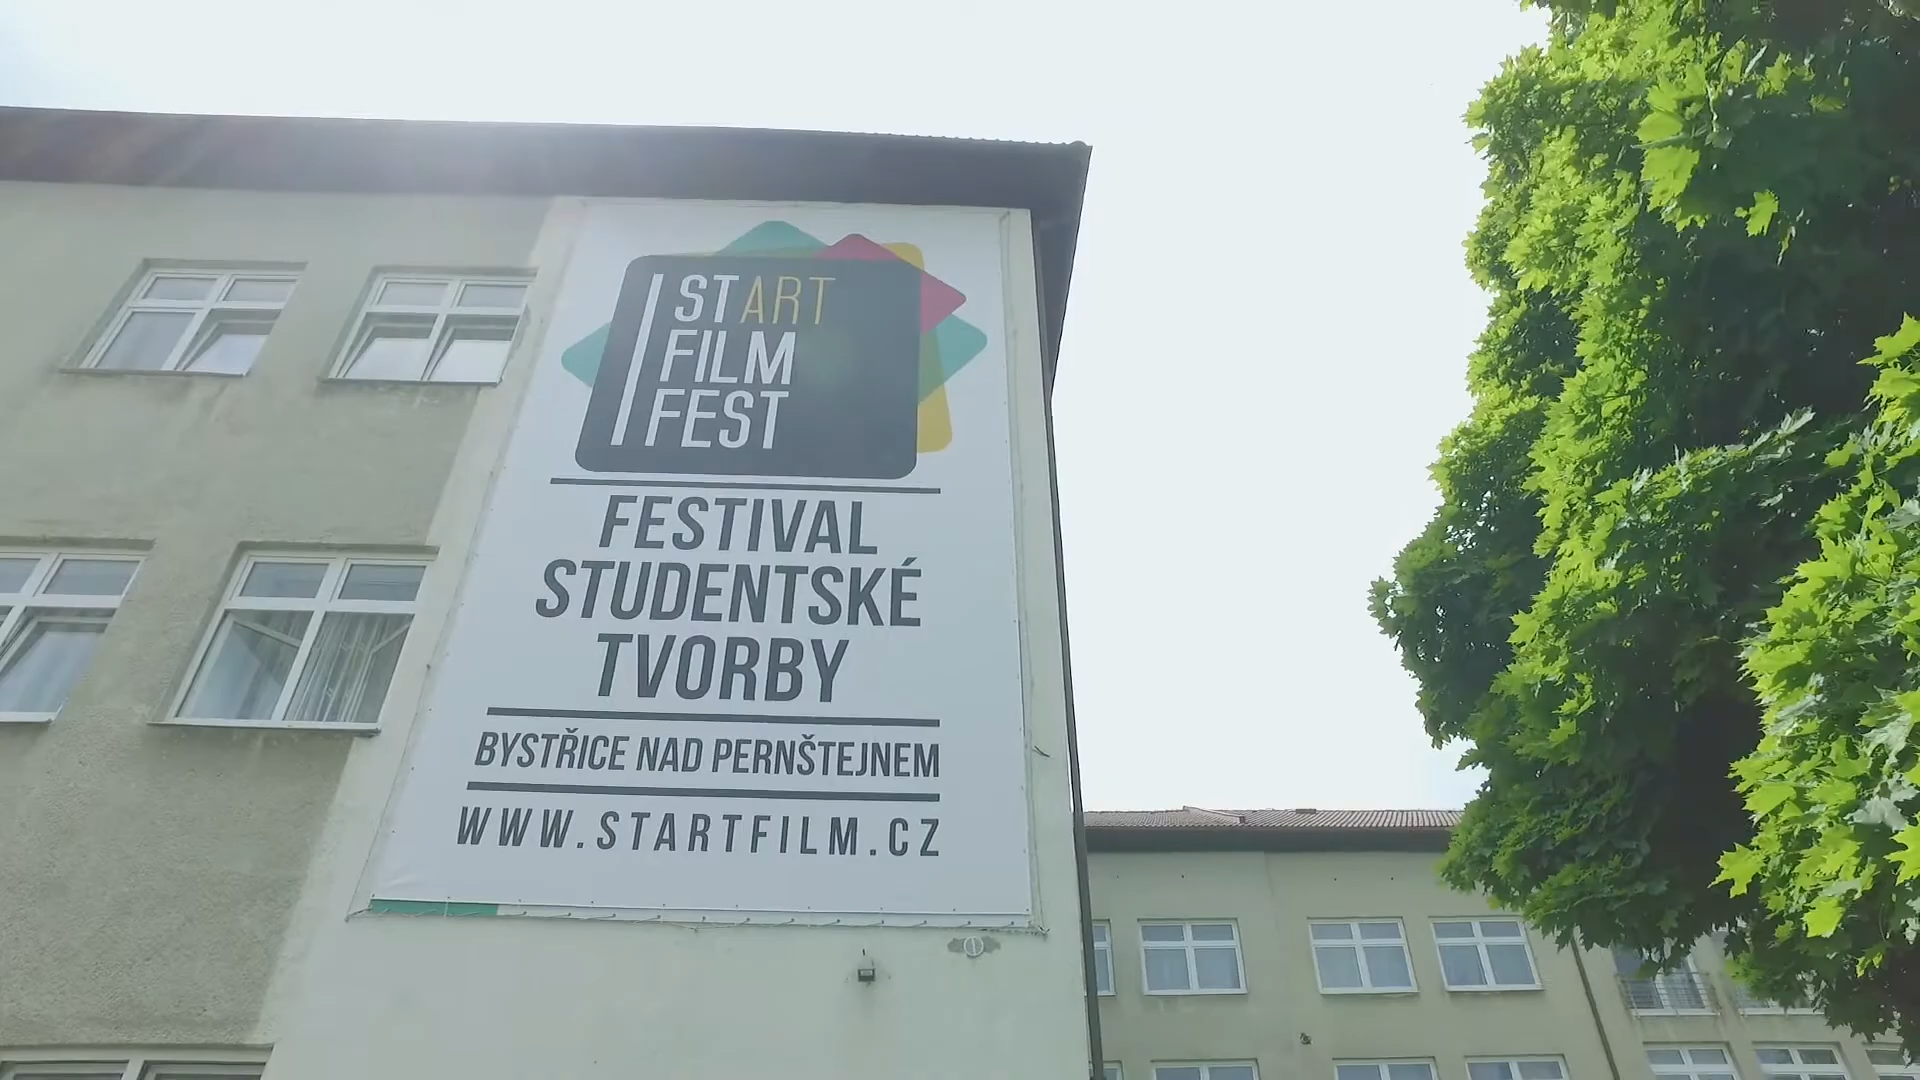 START
FILM
FEST
FESTIVAL
STUDENTSKÉ
TVORBY
BYSTŘICE NAD PERNŠTEJNEM
WWW.STARTFILM.CZ